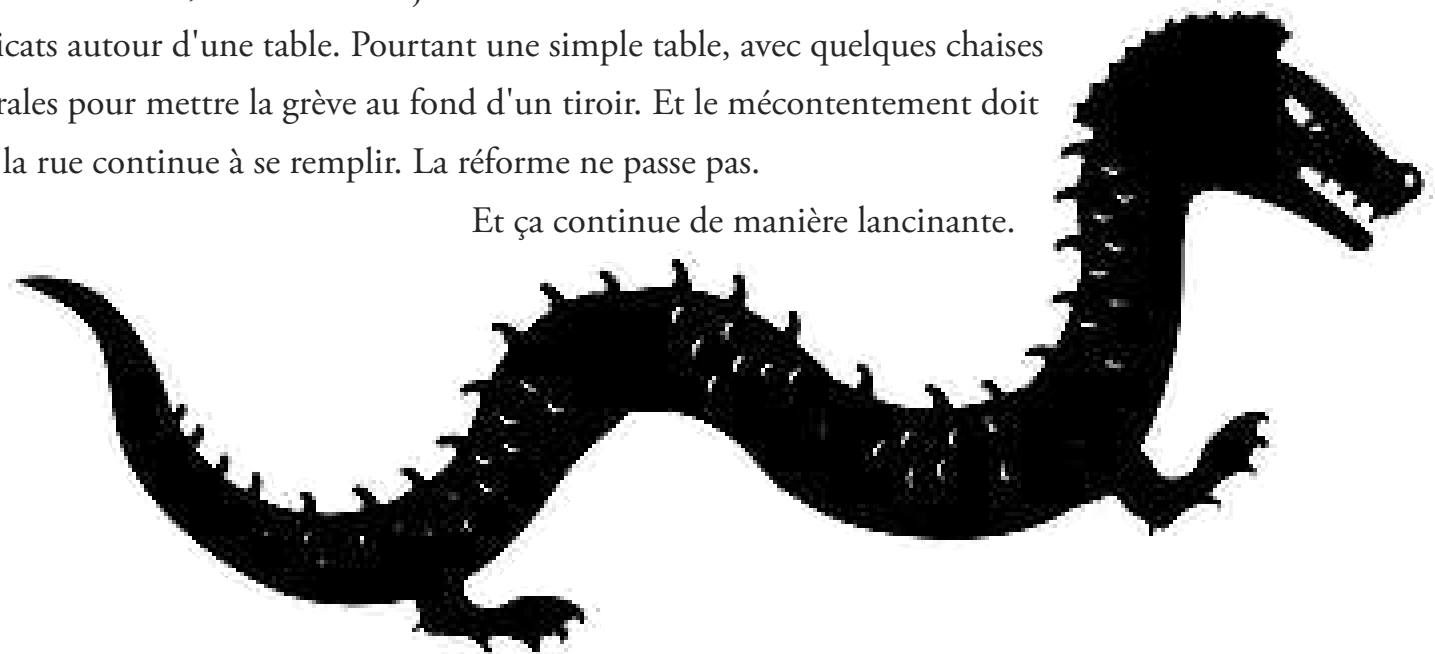 icats autour d'une table. Pourtant une simple table, avec quelques chaises
rales pour mettre la grève au fond d'un tiroir. Et le mécontentement doit
la rue continue à se remplir. La réforme ne passe pas.
Et ça continue de manière lancinante.